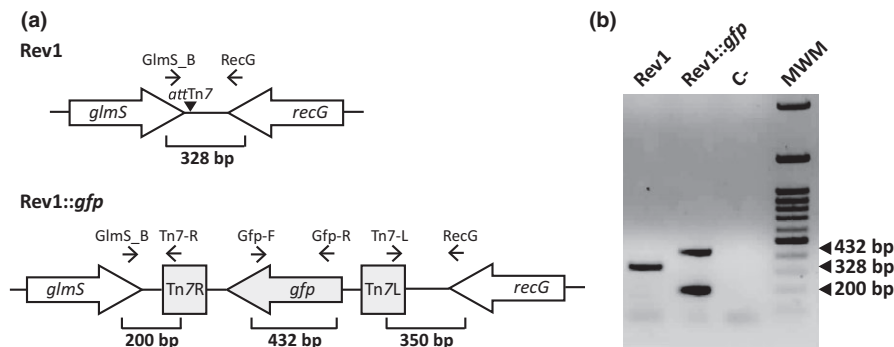 (a)
Rev1
GlmS_B RecG
attTn7
glmS recG
328 bp
Rev1::gfp
GlmS_B Tn7-R Gfp-F Gfp-R Tn7-L RecG
glmS Tn7R gfp Tn7L recG
200 bp 432 bp 350 bp
(b)
Rev1 Rev1::gfp C- MWM
432 bp
328 bp
200 bp